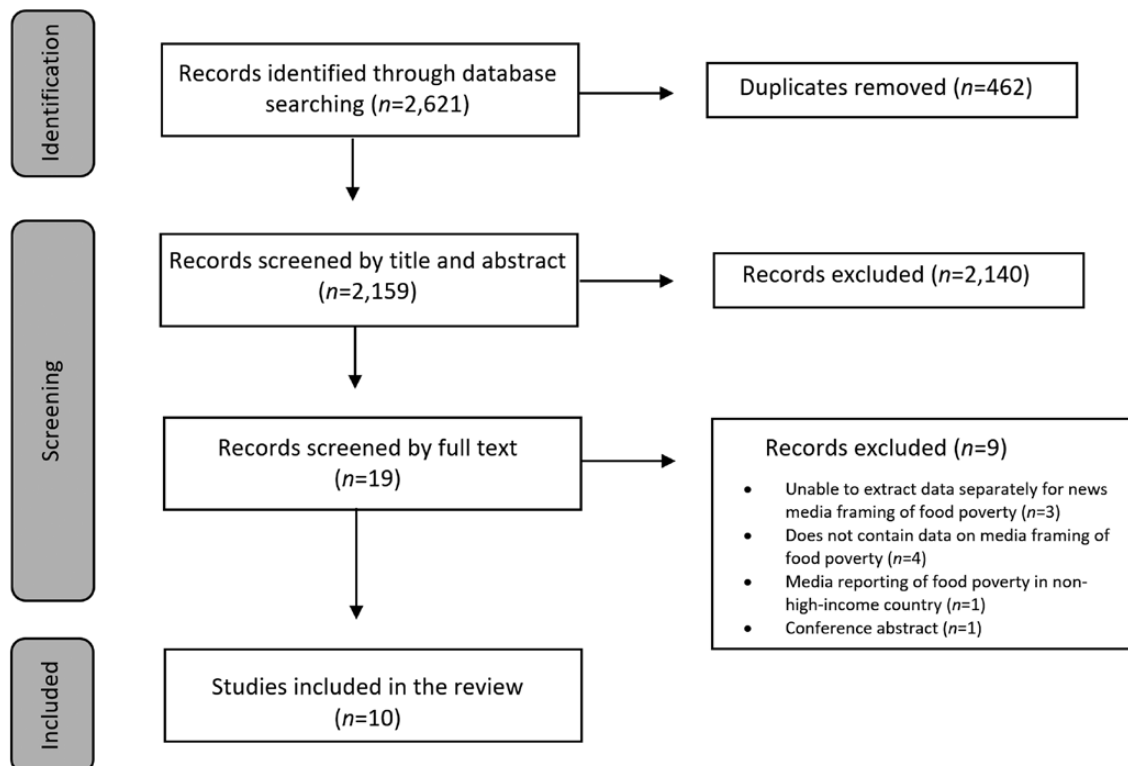 Identification
Records identified through database
searching (n=2,621)
Duplicates removed (n=462)
Screening
Records screened by title and abstract
(n=2,159)
Records excluded (n=2,140)
Records screened by full text
(n=19)
Records excluded (n=9)
• Unable to extract data separately for news
media framing of food poverty (n=3)
• Does not contain data on media framing of
food poverty (n=4)
• Media reporting of food poverty in non-
high-income country (n=1)
• Conference abstract (n=1)
Included
Studies included in the review
(n=10)